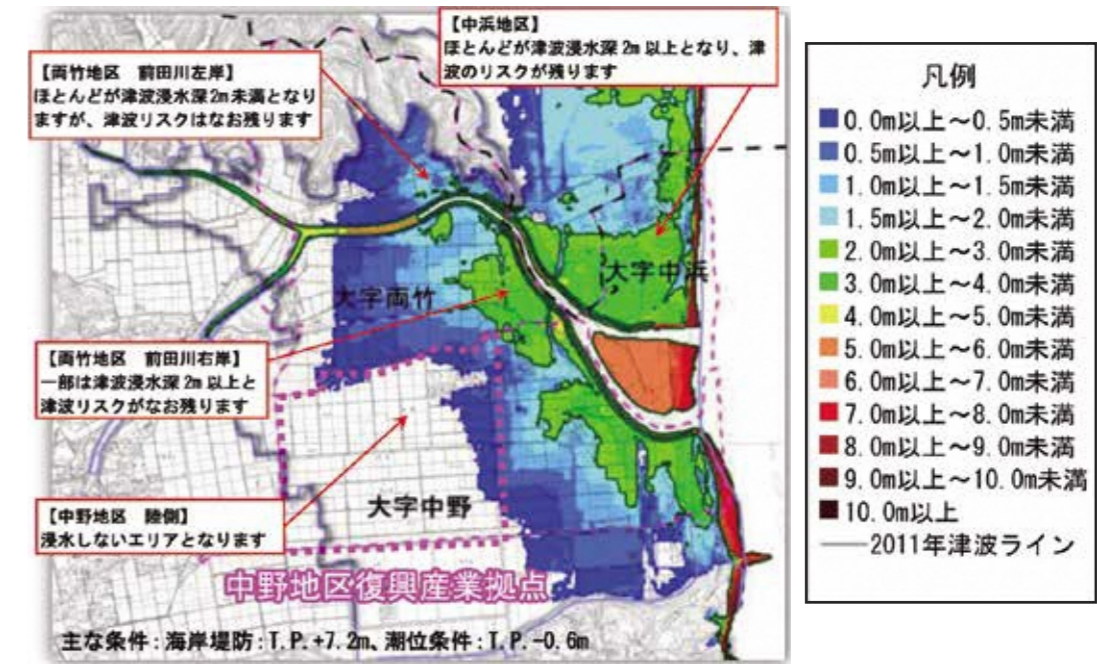 【中浜地区】
ほとんどが津波浸水深2m以上となり、津
波のリスクが残ります
【両竹地区 前田川左岸】
ほとんどが津波浸水深2m未満となり
ますが、津波リスクはなお残ります
大字中浜
大字両竹
【両竹地区 前田川右岸】
一部は津波浸水深2m以上と
津波リスクがなお残ります
大字中野
【中野地区 陸側】
浸水しないエリアとなります
中野地区復興産業拠点
主な条件:海岸堤防:T.P.+7.2m、潮位条件:T.P.-0.6m
凡例
0.0m以上～0.5m未満
0.5m以上～1.0m未満
1.0m以上～1.5m未満
1.5m以上～2.0m未満
2.0m以上～3.0m未満
3.0m以上～4.0m未満
4.0m以上～5.0m未満
5.0m以上～6.0m未満
6.0m以上～7.0m未満
7.0m以上～8.0m未満
8.0m以上～9.0m未満
9.0m以上～10.0m未満
10.0m以上
2011年津波ライン